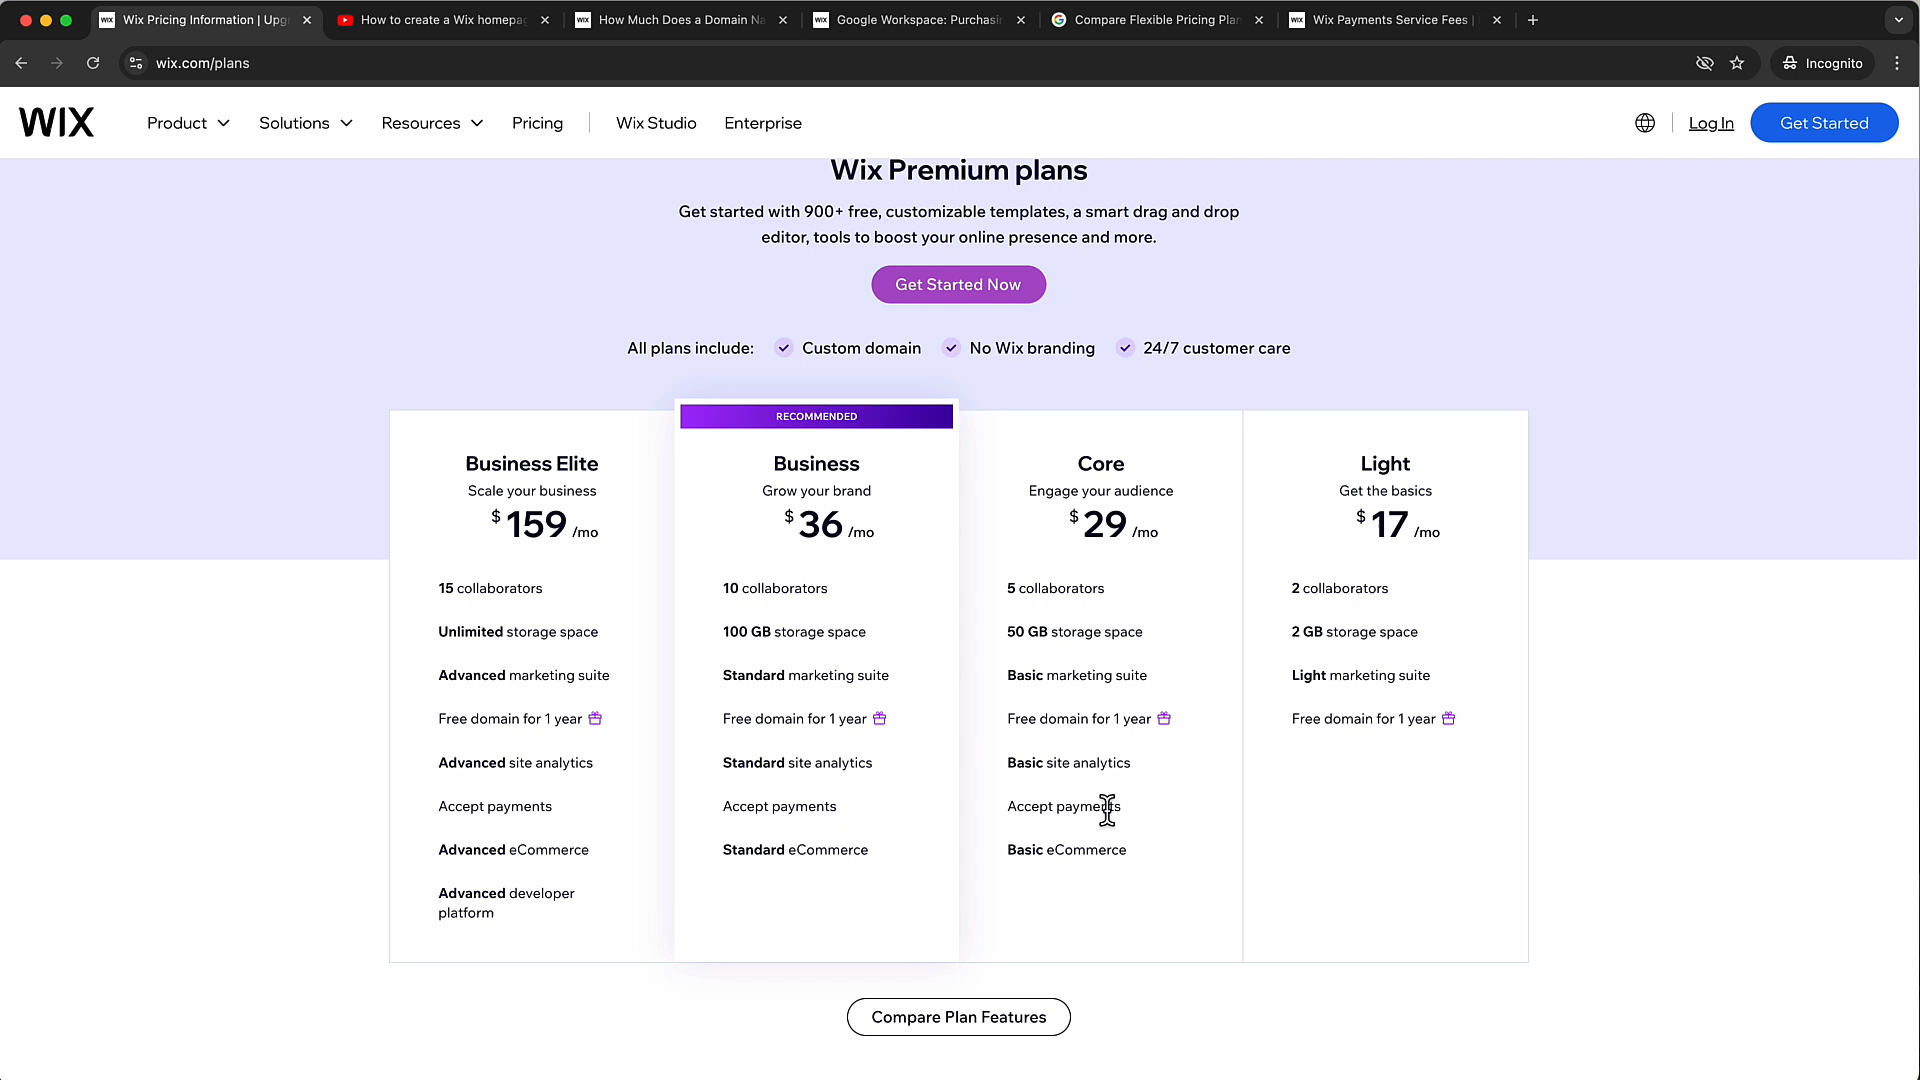 Wix Pricing Information | Upgr
How to create a Wix homepag
How Much Does a Domain Na
Google Workspace: Purchasin
Compare Flexible Pricing Plan
Wix Payments Service Fees |
wix.com/plans
Incognito
WIX
Product
Solutions
Resources
Pricing
Wix Studio
Enterprise
Log In
Get Started
Wix Premium plans
Get started with 900+ free, customizable templates, a smart drag and drop
editor, tools to boost your online presence and more.
Get Started Now
All plans include:
Custom domain
No Wix branding
24/7 customer care
RECOMMENDED
Business Elite
Scale your business
$ 159 /mo
15 collaborators
Unlimited storage space
Advanced marketing suite
Free domain for 1 year
Advanced site analytics
Accept payments
Advanced eCommerce
Advanced developer
platform
Business
Grow your brand
$ 36 /mo
10 collaborators
100 GB storage space
Standard marketing suite
Free domain for 1 year
Standard site analytics
Accept payments
Standard eCommerce
Core
Engage your audience
$ 29 /mo
5 collaborators
50 GB storage space
Basic marketing suite
Free domain for 1 year
Basic site analytics
Accept payments
Basic eCommerce
Light
Get the basics
$ 17 /mo
2 collaborators
2 GB storage space
Light marketing suite
Free domain for 1 year
Compare Plan Features